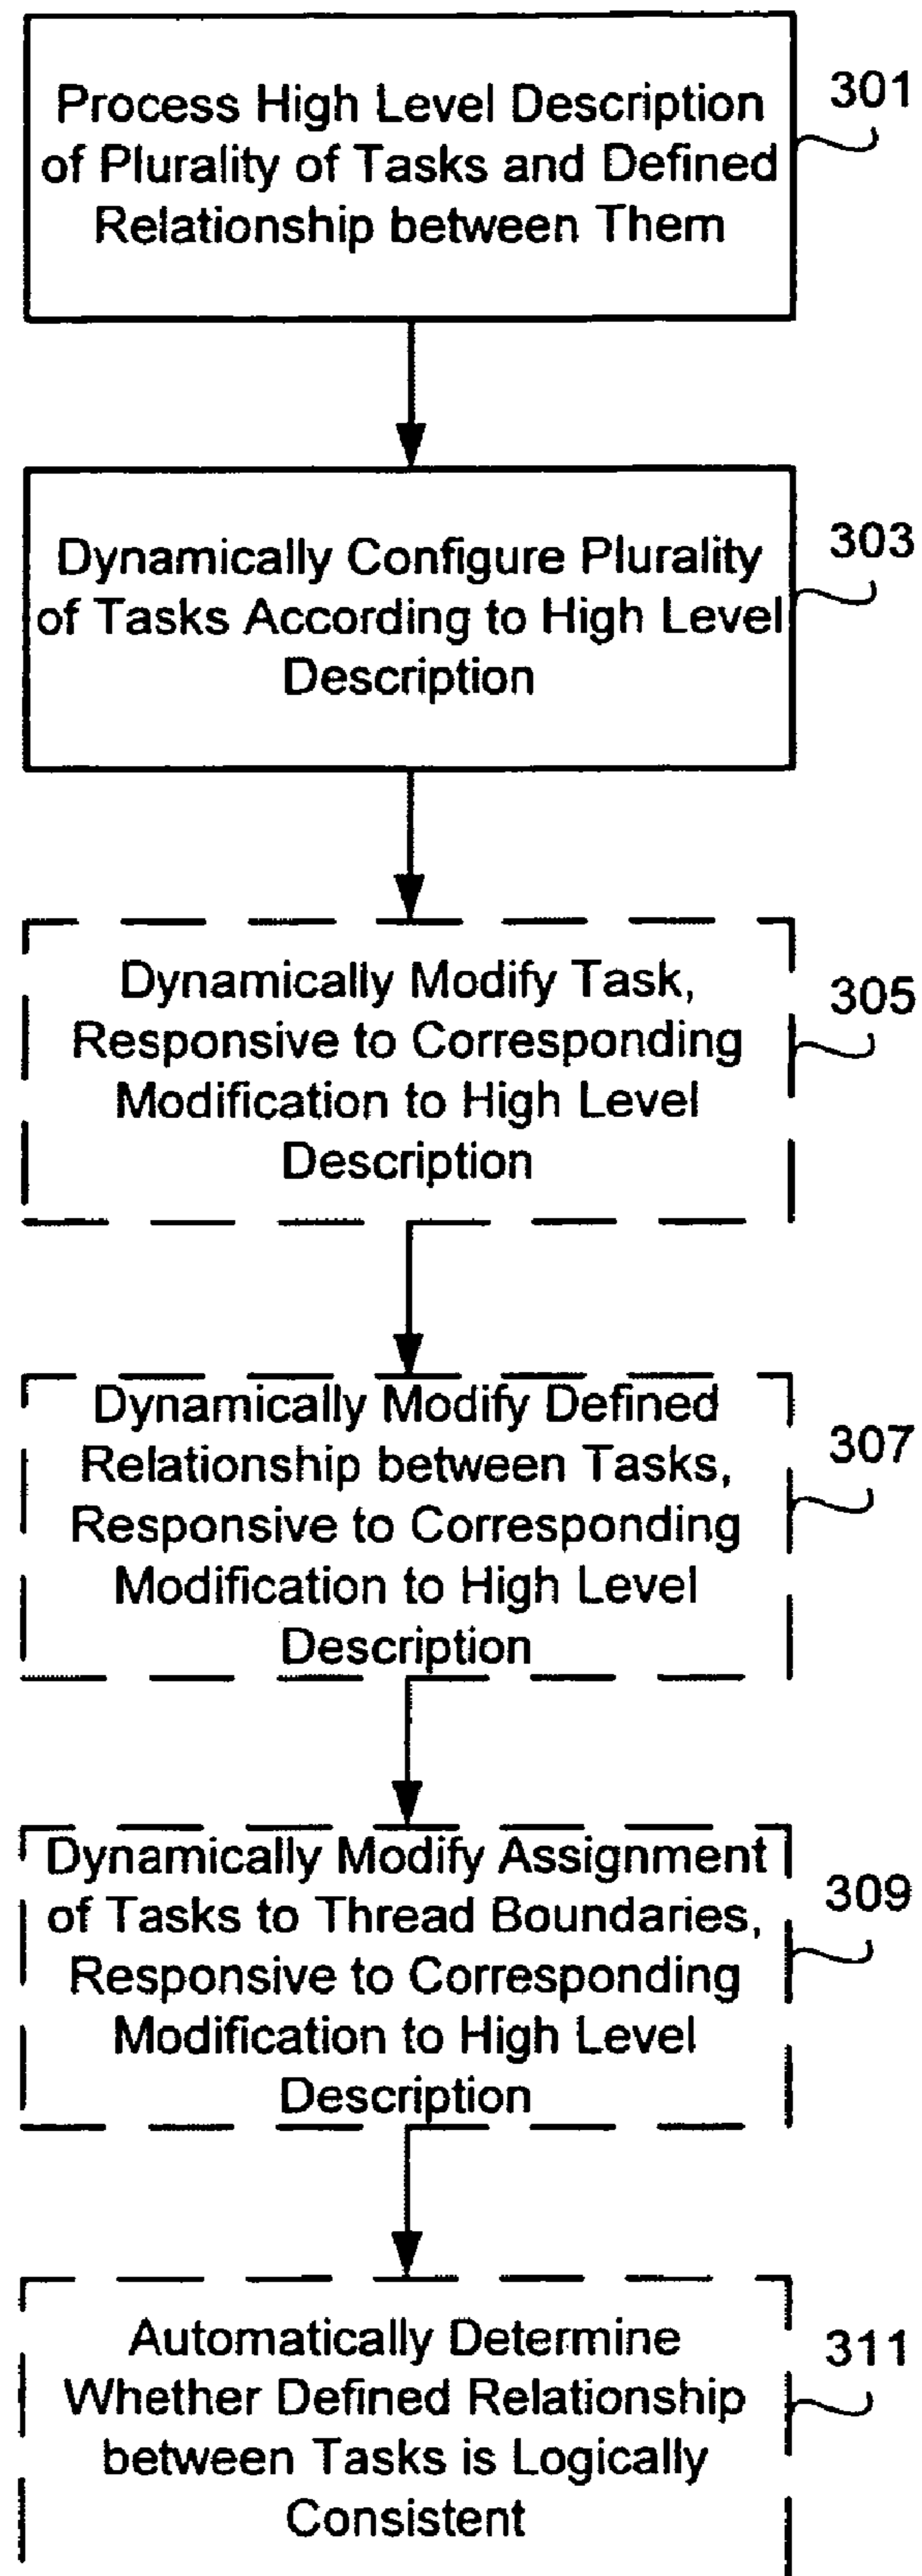 Process High Level Description
of Plurality of Tasks and Defined
Relationship between Them
301
Dynamically Configure Plurality
of Tasks According to High Level
Description
303
Dynamically Modify Task,
Responsive to Corresponding
Modification to High Level
Description
305
Dynamically Modify Defined
Relationship between Tasks,
Responsive to Corresponding
Modification to High Level
Description
307
Dynamically Modify Assignment
of Tasks to Thread Boundaries,
Responsive to Corresponding
Modification to High Level
Description
309
Automatically Determine
Whether Defined Relationship
between Tasks is Logically
Consistent
311